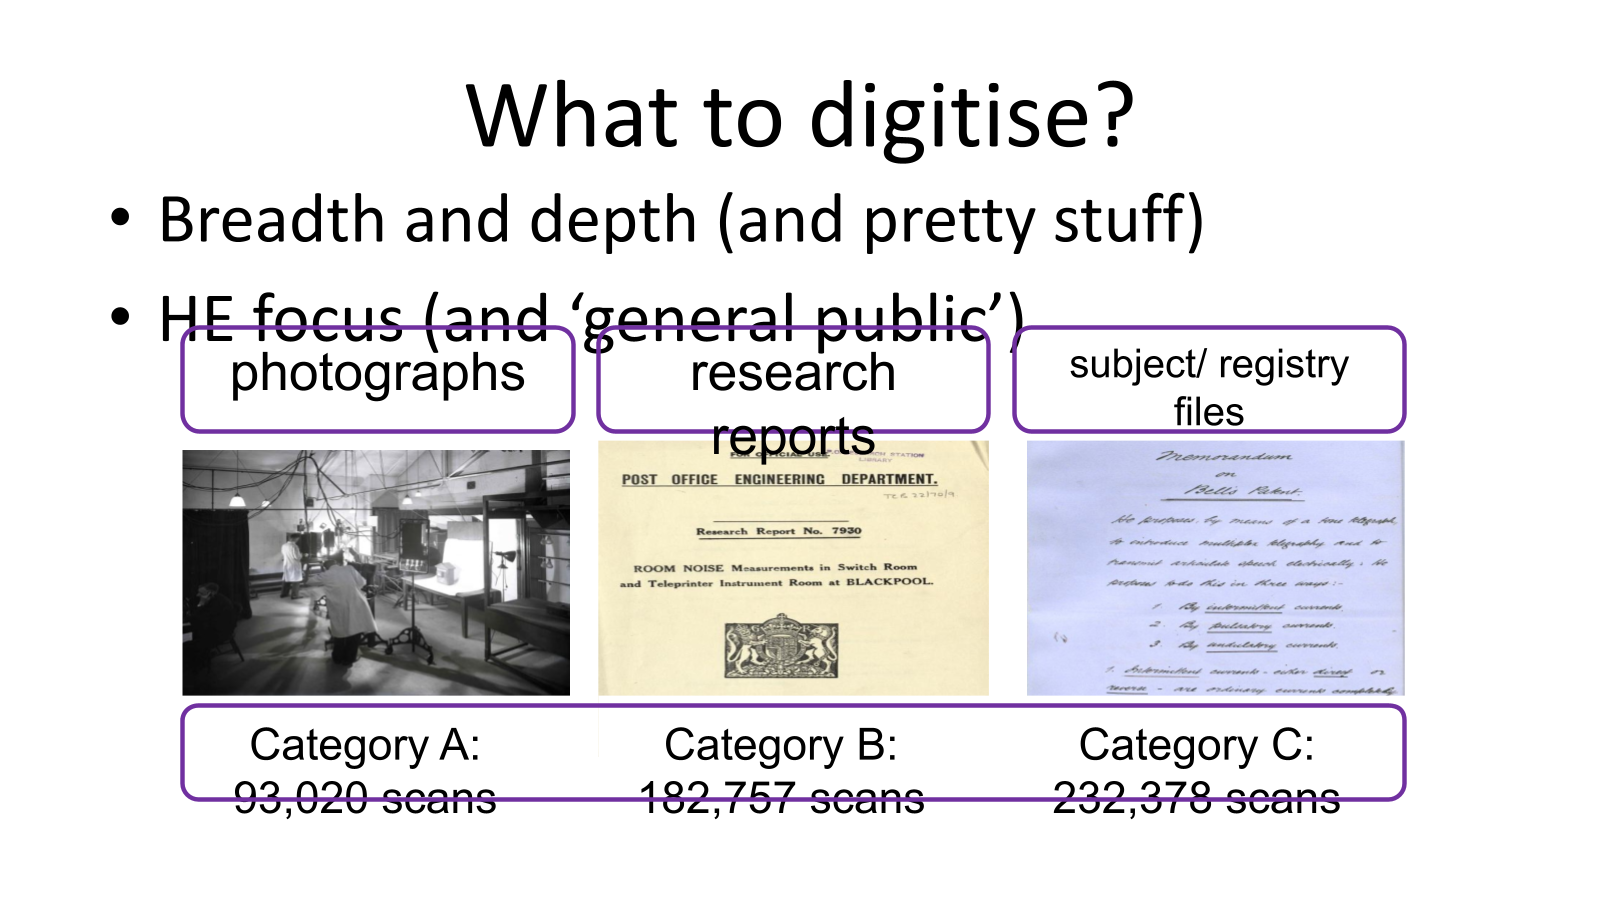 What to digitise?
• Breadth and depth (and pretty stuff)
• HE focus (and ‘general public’)
photographs
research
reports
subject/ registry
files
FOR OFFICIAL USE.
STATION
LIBRARY
POST OFFICE ENGINEERING DEPARTMENT.
Research Report No. 7930
ROOM NOISE Measurements in Switch Room
and Teleprinter Instrument Room at BLACKPOOL.
Memorandum
on
Bell's Patent.
He proposes, by means of a tone telegraph,
to introduce multiplex telegraphy and to
transmit articulate speech electrically. He
proposes to do this in three ways:-
1. By intermittent currents.
2. By pulsatory currents.
3. By undulatory currents.
1. Intermittent currents - either direct or
reverse - are ordinary currents completely
Category A:
93,020 scans
Category B:
182,757 scans
Category C:
232,378 scans